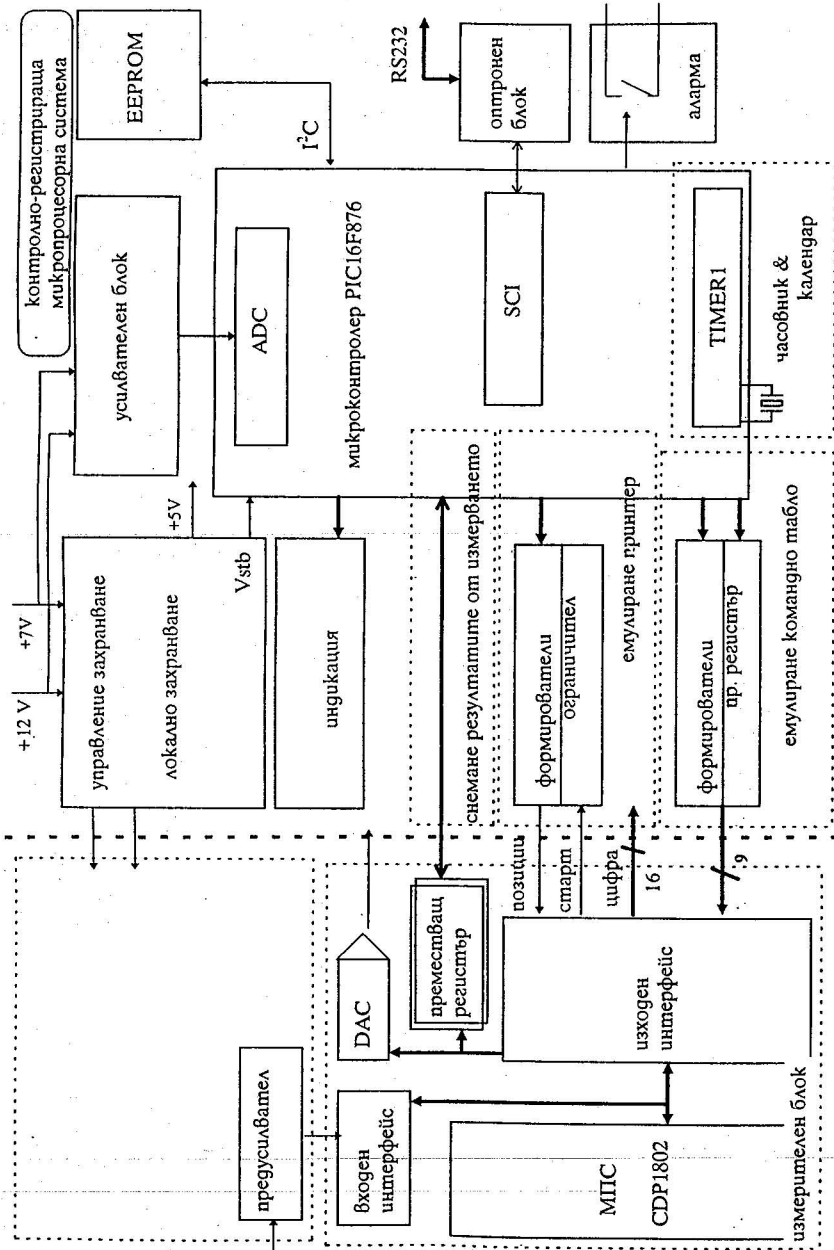 контролно-регистрираща
микропроцесорна система
EEPROM
I²C
RS232
оптронен
блок
аларма
усилвателен блок
ADC
микроконтролер PIC16F876
SCI
TIMER1
часовник &
календар
+12 V
+7V
+5V
Vstb
управление захранване
локално захранване
индикация
снемане резултатите от измерването
формирователи
ограничител
емулиране принтер
формирователи
пр. регистър
емулиране командно табло
позиции
старт
цифра
16
9
DAC
преместващ
регистър
изходен
интерфейс
предусилвател
входен
интерфейс
МПС
CDP1802
измерителен блок